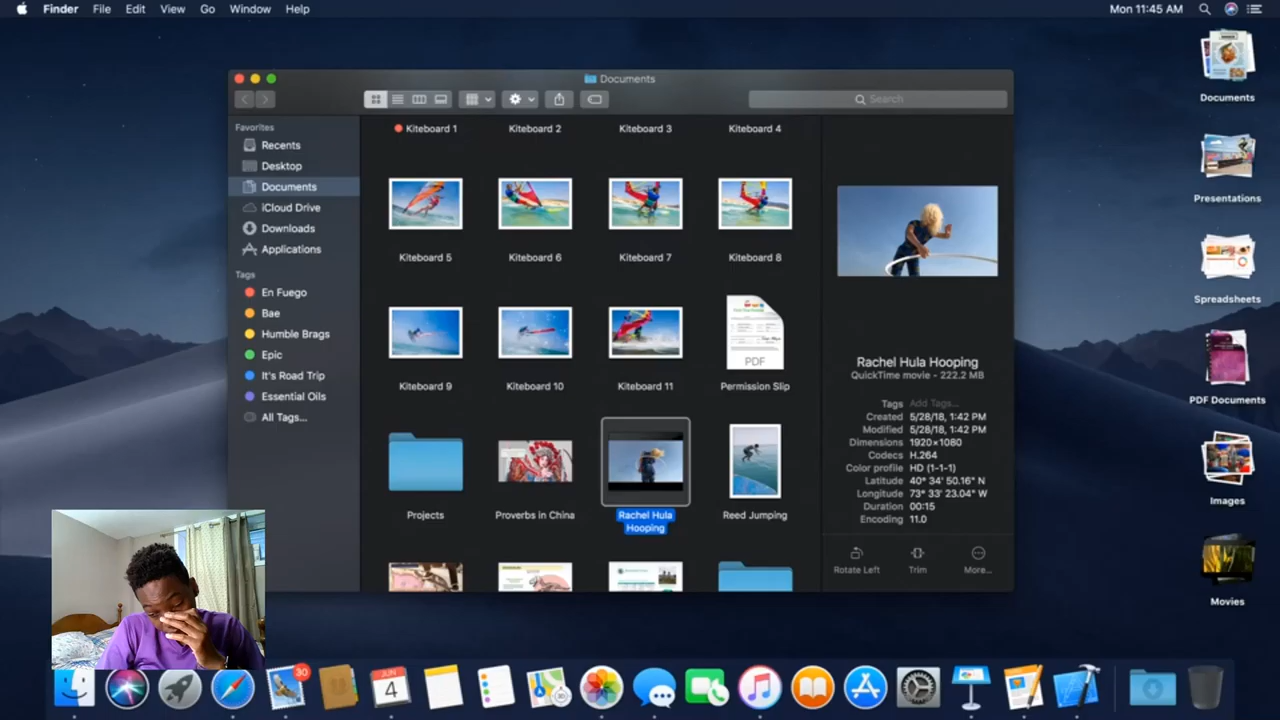 Finder File Edit View Go Window Help Mon 11:45 AM
Documents
Search
Favorites
Recents
Desktop
Documents
iCloud Drive
Downloads
Applications
Tags
En Fuego
Bae
Humble Brags
Epic
It's Road Trip
Essential Oils
All Tags...
Kiteboard 1 Kiteboard 2 Kiteboard 3 Kiteboard 4
Kiteboard 5 Kiteboard 6 Kiteboard 7 Kiteboard 8
PDF
Kiteboard 9 Kiteboard 10 Kiteboard 11 Permission Slip
Projects Proverbs in China Rachel Hula Reed Jumping
Hooping
Rachel Hula Hooping
QuickTime movie - 222.2 MB
Tags Add Tags...
Created 5/28/18, 1:42 PM
Modified 5/28/18, 1:42 PM
Dimensions 1920×1080
Codecs H.264
Color profile HD (1-1-1)
Latitude 40° 34' 50.16" N
Longitude 73° 33' 23.04" W
Duration 00:15
Encoding 11.0
Rotate Left Trim More...
Documents
Presentations
Spreadsheets
PDF Documents
Images
Movies
30
JUN
4